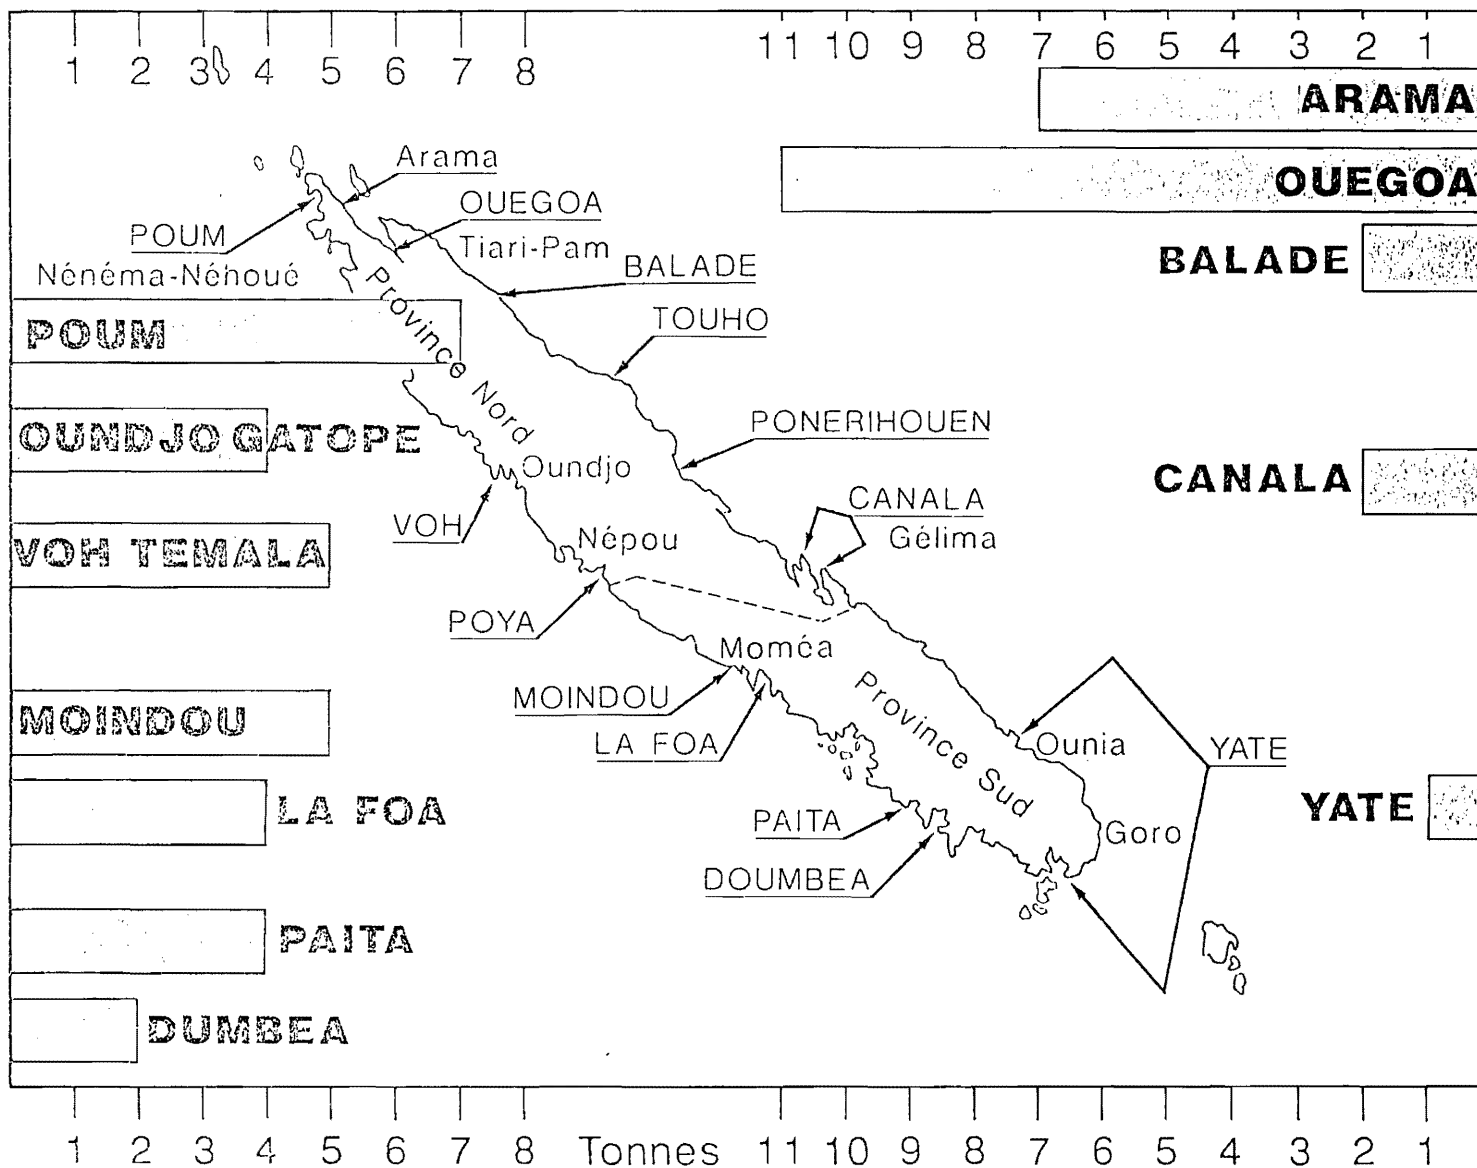 1 2 3 4 5 6 7 8 11 10 9 8 7 6 5 4 3 2 1
ARAMA
Arama
OUEGOA
OUEGOA
POUM
Tiari-Pam
BALADE
BALADE
Nénéma-Néhoué
Province Nord
TOUHO
POUM
PONERIHOUEN
OUNDJO GATOPE
Oundjo
CANALA
CANALA
VOH
Népou
Gélima
VOH TEMALA
POYA
Moméa
MOINDOU
MOINDOU
LA FOA
Province Sud
Ounia
YATE
LA FOA
PAITA
Goro
YATE
DOUMBEA
PAITA
DUMBEA
1 2 3 4 5 6 7 8 Tonnes 11 10 9 8 7 6 5 4 3 2 1